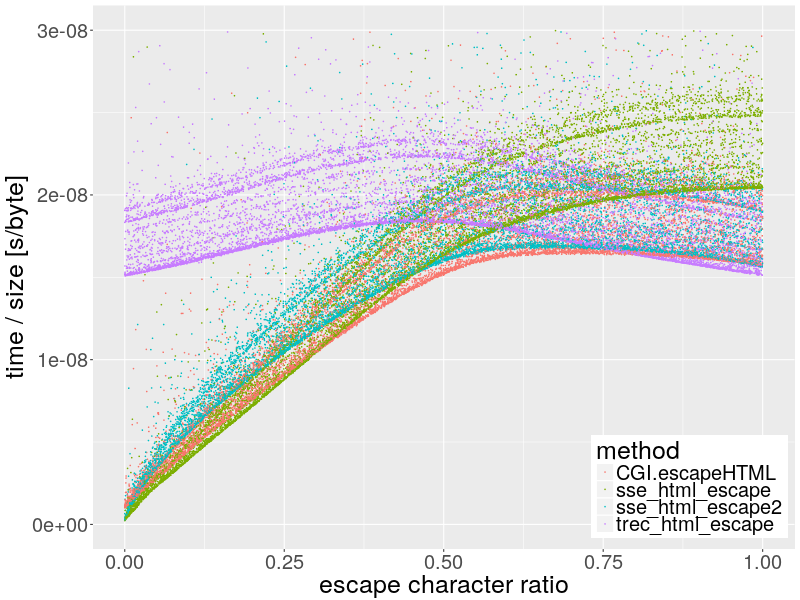 time / size [s/byte]
3e-08
2e-08
1e-08
0e+00
method
CGI.escapeHTML
sse_html_escape
sse_html_escape2
trec_html_escape
0.00 0.25 0.50 0.75 1.00
escape character ratio